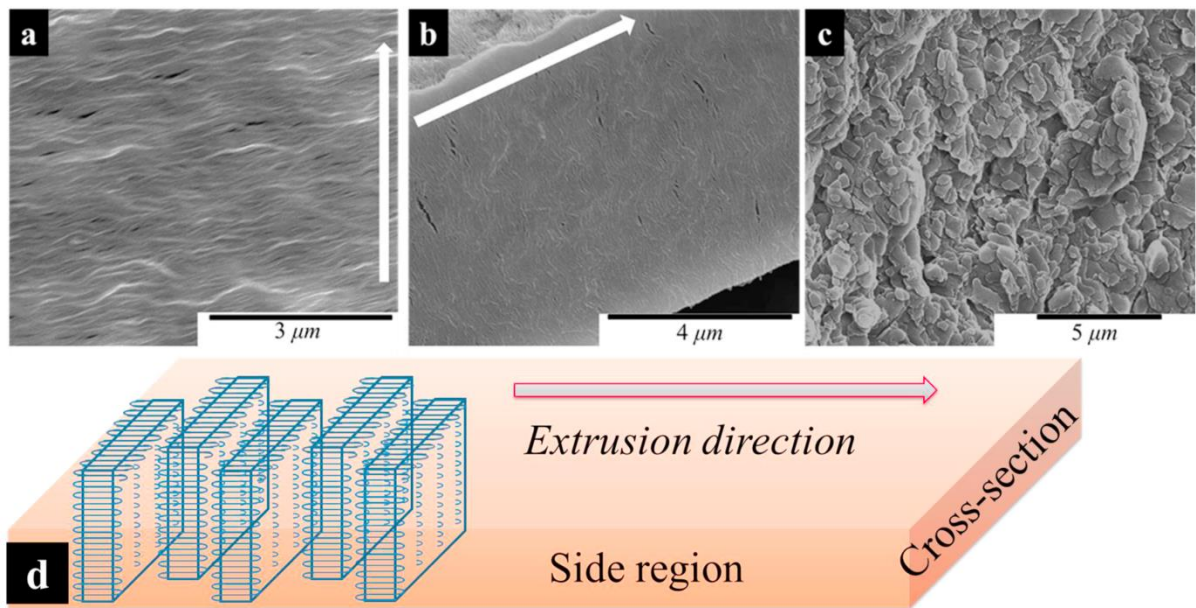 a
b
c
3 μm
4 μm
5 μm
Extrusion direction
Cross-section
Side region
d